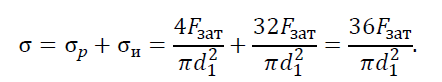 σ = σ_р + σ_и = 4F_зат/πd_1^2 + 32F_зат/πd_1^2 = 36F_зат/πd_1^2.